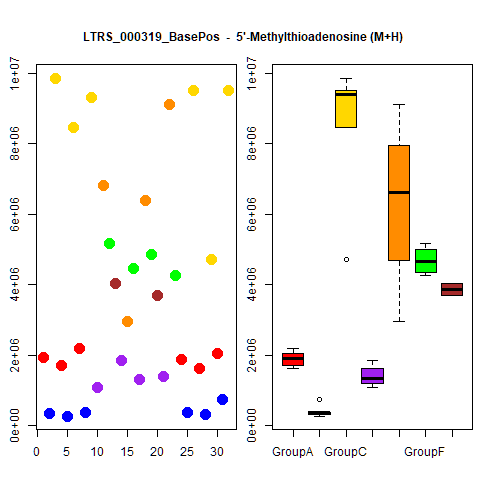 LTRS_000319_BasePos - 5'-Methylthioadenosine (M+H)
1e+07
8e+06
6e+06
4e+06
2e+06
0e+00
0 5 10 15 20 25 30
1e+07
8e+06
6e+06
4e+06
2e+06
0e+00
GroupA GroupC GroupF